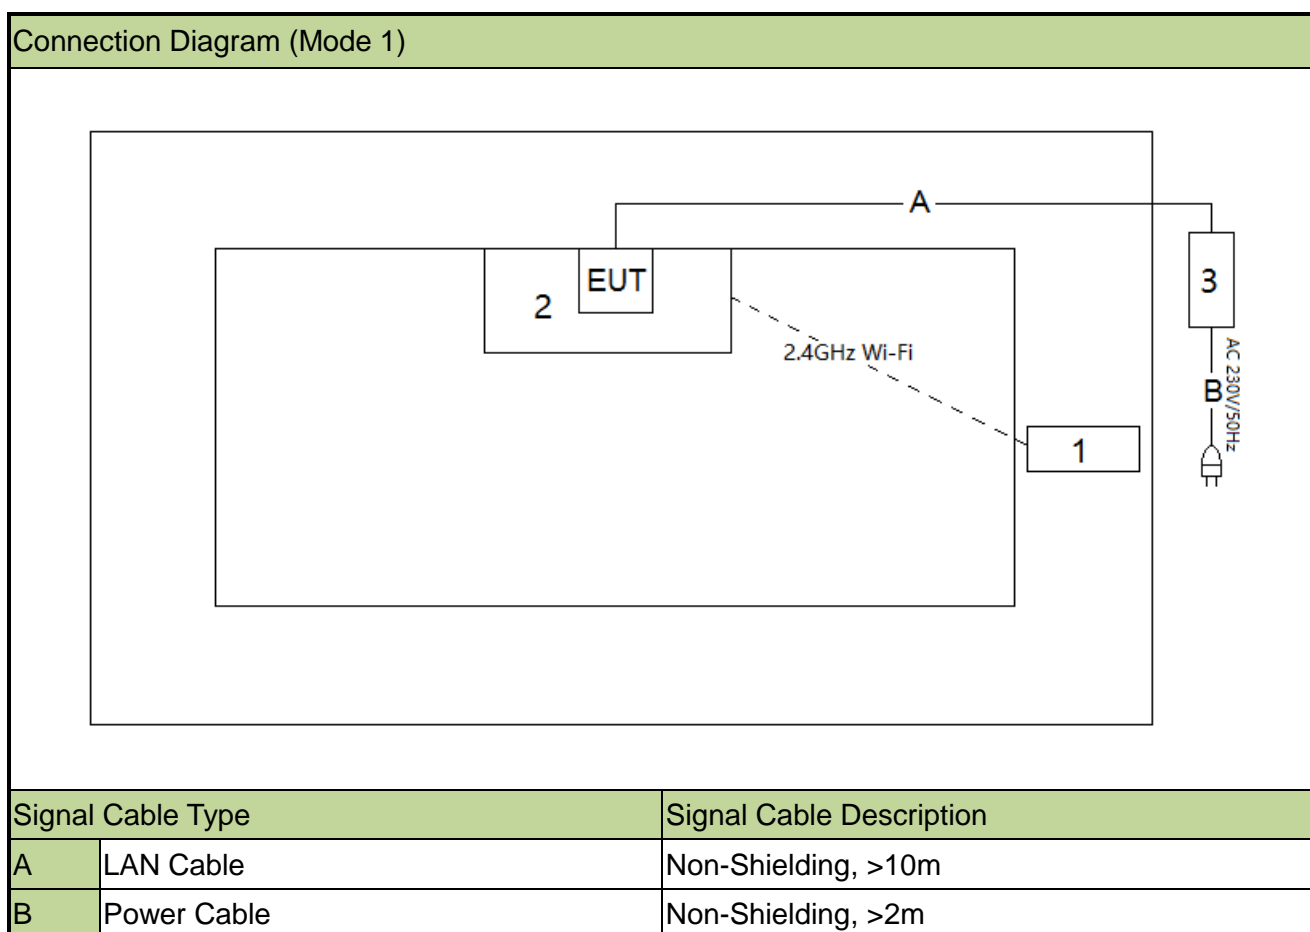 Connection Diagram (Mode 1)
A
EUT
2
3
2.4GHz Wi-Fi
AC 230V/50Hz
B
1
Signal Cable Type Signal Cable Description
A LAN Cable Non-Shielding, >10m
B Power Cable Non-Shielding, >2m